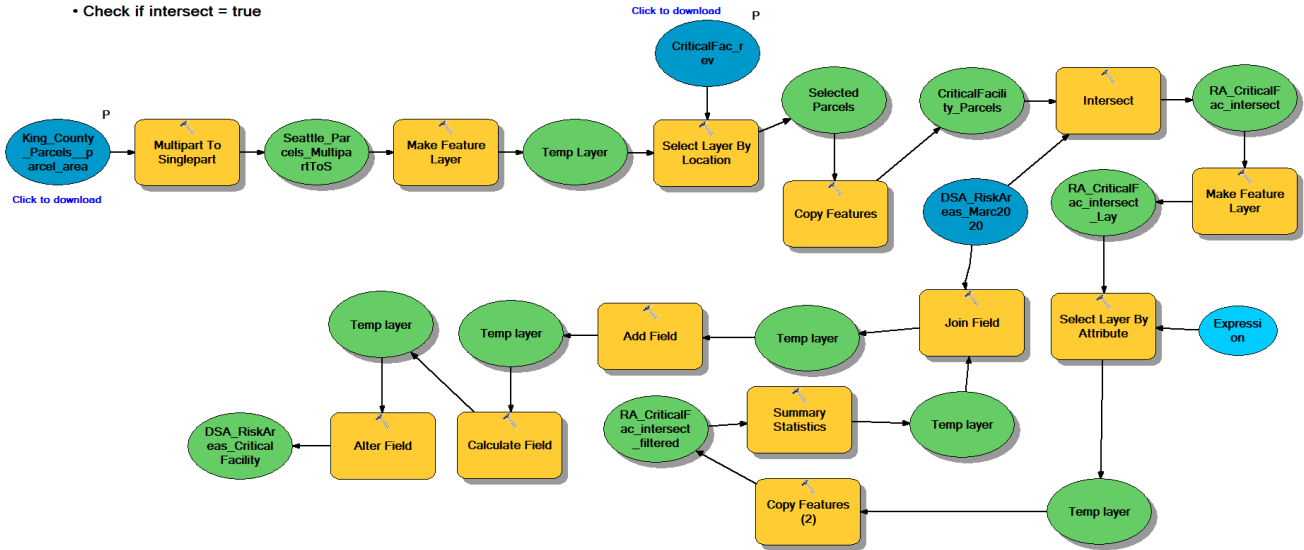 • Check if intersect = true
Click to download
P
CriticalFac_r
ev
P
King_County
_Parcels__p
arcel_area
Click to download
Multipart To
Singlepart
Seattle_Par
cels_Multipa
rtToS
Make Feature
Layer
Temp Layer
Select Layer By
Location
Selected
Parcels
Copy Features
CriticalFacili
ty_Parcels
Intersect
RA_CriticalF
ac_intersect
DSA_RiskAr
eas_Marc20
20
RA_CriticalF
ac_intersect
_Lay
Make Feature
Layer
Temp layer
Temp layer
Add Field
Temp layer
Join Field
Select Layer By
Attribute
Expressi
on
DSA_RiskAr
eas_Critical
Facility
Alter Field
Calculate Field
RA_CriticalF
ac_intersect
_filtered
Summary
Statistics
Temp layer
Copy Features
(2)
Temp layer